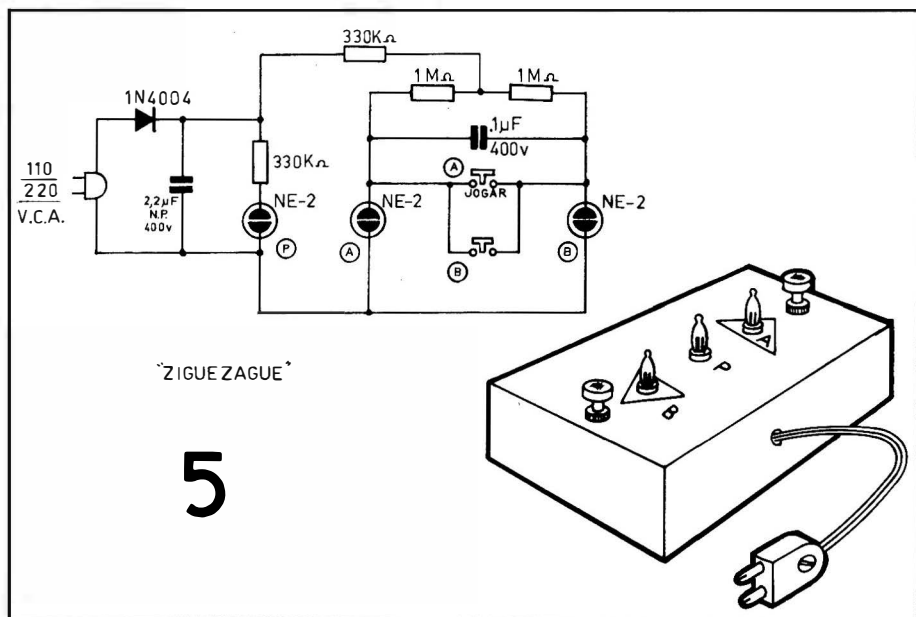 330KΩ
1MΩ 1MΩ
1N4004
.1µF
400v
330KΩ
A
JOGAR
110
220
V.C.A.
2,2µF
N.P.
400v
NE-2
NE-2
NE-2
P
A
B
B
"ZIGUEZAGUE"
5
A
P
B